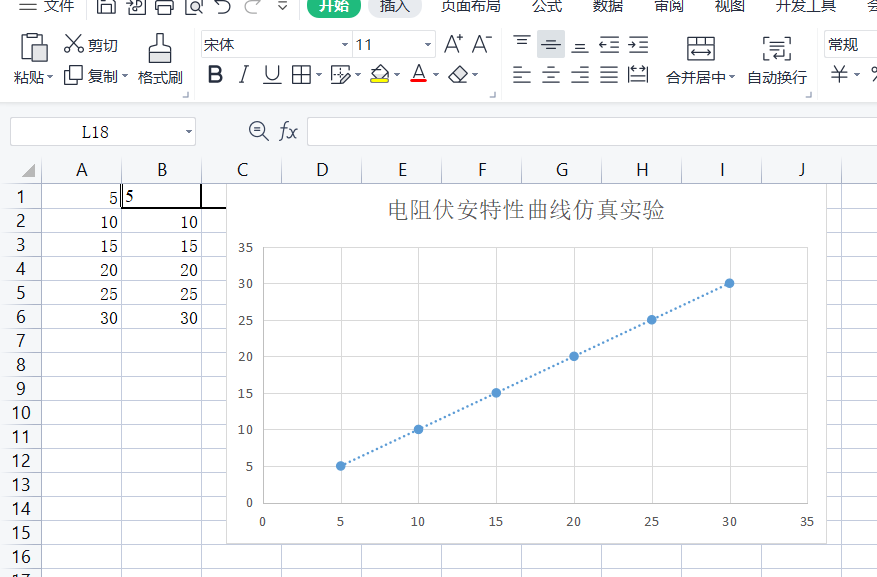 文件 开始 插入 页面布局 公式 数据 审阅 视图 开发工具
剪切 宋体 11 A+ A- 常规
粘贴 复制 格式刷 B I U A 合并居中 自动换行 ¥
L18 fx
A B C D E F G H I J
1 5 5
2 10 10
3 15 15
4 20 20
5 25 25
6 30 30
7
8
9
10
11
12
13
14
15
16
电阻伏安特性曲线仿真实验
35
30
25
20
15
10
5
0
0 5 10 15 20 25 30 35